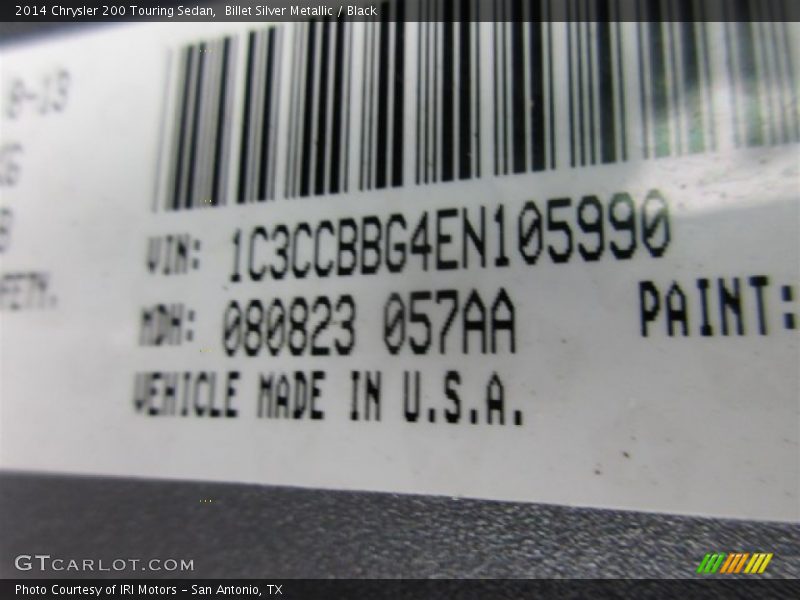 2014 Chrysler 200 Touring Sedan,  Billet Silver Metallic / Black
8-13
VIN: 1C3CCBBG4EN105990
MDH: 080823 057AA
PAINT:
VEHICLE MADE IN U.S.A.
GTCARLOT.COM
Photo Courtesy of IRI Motors – San Antonio, TX